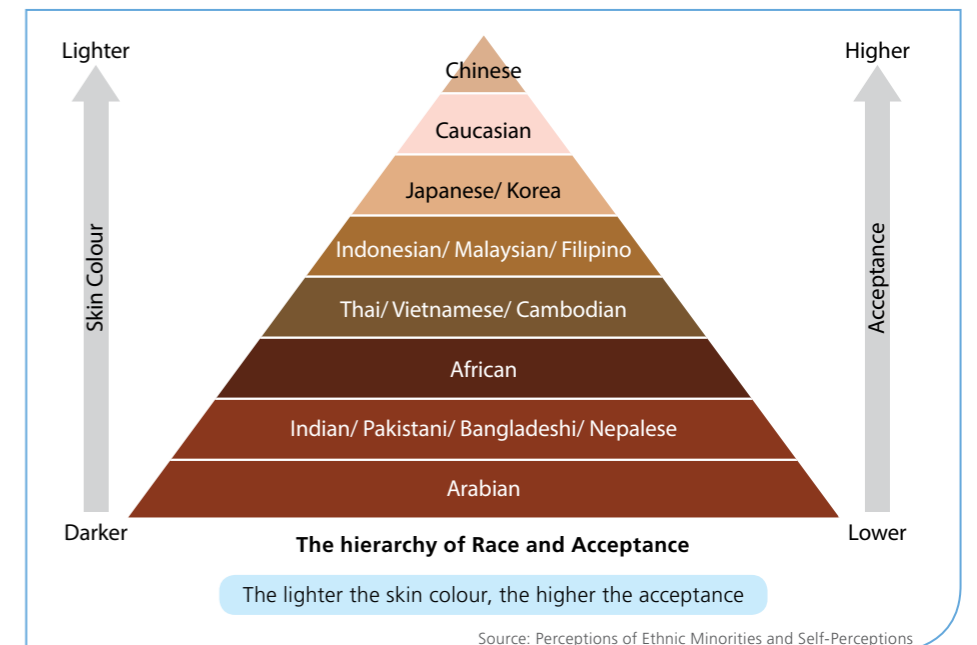 Lighter
Higher
Chinese
Caucasian
Japanese/ Korea
Indonesian/ Malaysian/ Filipino
Skin Colour
Acceptance
Thai/ Vietnamese/ Cambodian
African
Indian/ Pakistani/ Bangladeshi/ Nepalese
Arabian
Darker
Lower
The hierarchy of Race and Acceptance
The lighter the skin colour, the higher the acceptance
Source: Perceptions of Ethnic Minorities and Self-Perceptions